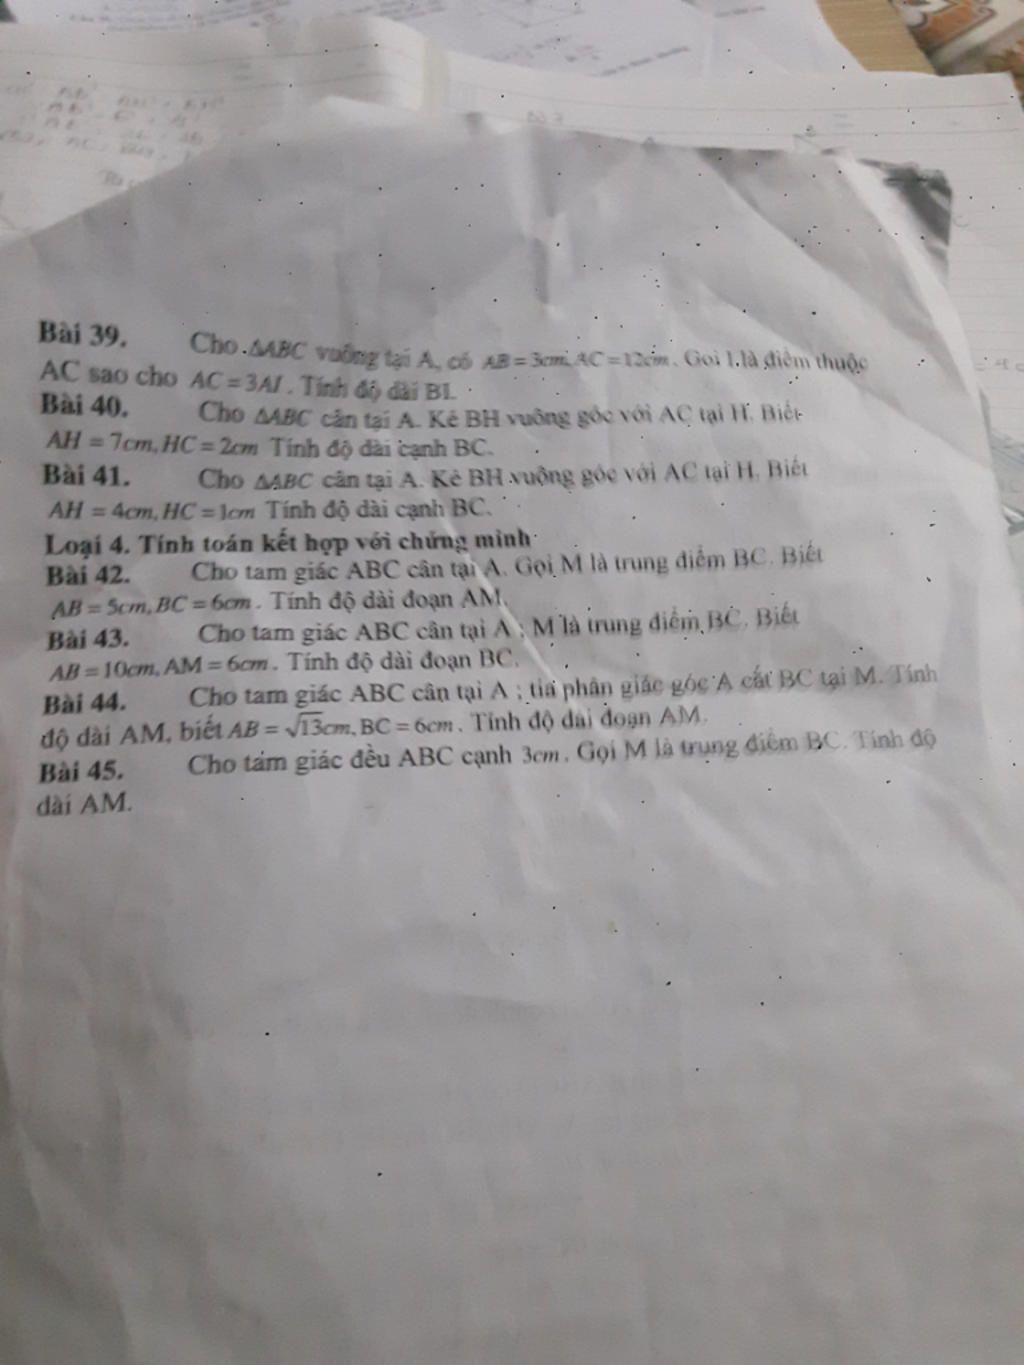 Bài 39. Cho ΔABC vuông tại A, có AB = 3cm, AC = 12cm. Gọi I là điểm thuộc
AC sao cho AC = 3AI. Tính độ dài BI.
Bài 40. Cho ΔABC cân tại A. Kẻ BH vuông góc với AC tại H. Biết
AH = 7cm, HC = 2cm Tính độ dài cạnh BC.
Bài 41. Cho ΔABC cân tại A. Kẻ BH vuông góc với AC tại H. Biết
AH = 4cm, HC = 1cm Tính độ dài cạnh BC.
Loại 4. Tính toán kết hợp với chứng minh
Bài 42. Cho tam giác ABC cân tại A. Gọi M là trung điểm BC. Biết
AB = 5cm, BC = 6cm. Tính độ dài đoạn AM.
Bài 43. Cho tam giác ABC cân tại A ; M là trung điểm BC. Biết
AB = 10cm, AM = 6cm. Tính độ dài đoạn BC.
Bài 44. Cho tam giác ABC cân tại A ; tia phân giác góc A cắt BC tại M. Tính
độ dài AM, biết AB = √13cm, BC = 6cm. Tính độ dài đoạn AM.
Bài 45. Cho tam giác đều ABC cạnh 3cm. Gọi M là trung điểm BC. Tính độ
dài AM.